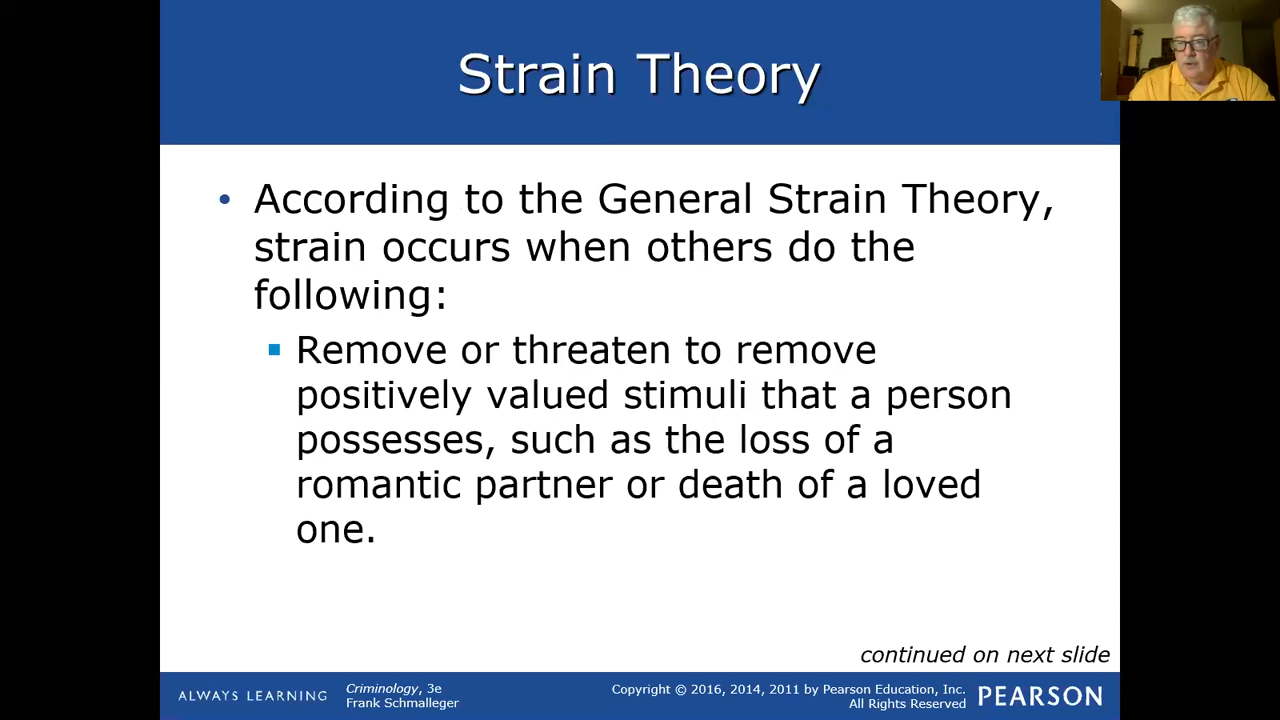 Strain Theory
• According to the General Strain Theory,
strain occurs when others do the
following:
▪ Remove or threaten to remove
positively valued stimuli that a person
possesses, such as the loss of a
romantic partner or death of a loved
one.
continued on next slide
ALWAYS LEARNING
Criminology, 3e
Frank Schmalleger
Copyright © 2016, 2014, 2011 by Pearson Education, Inc.
All Rights Reserved
PEARSON